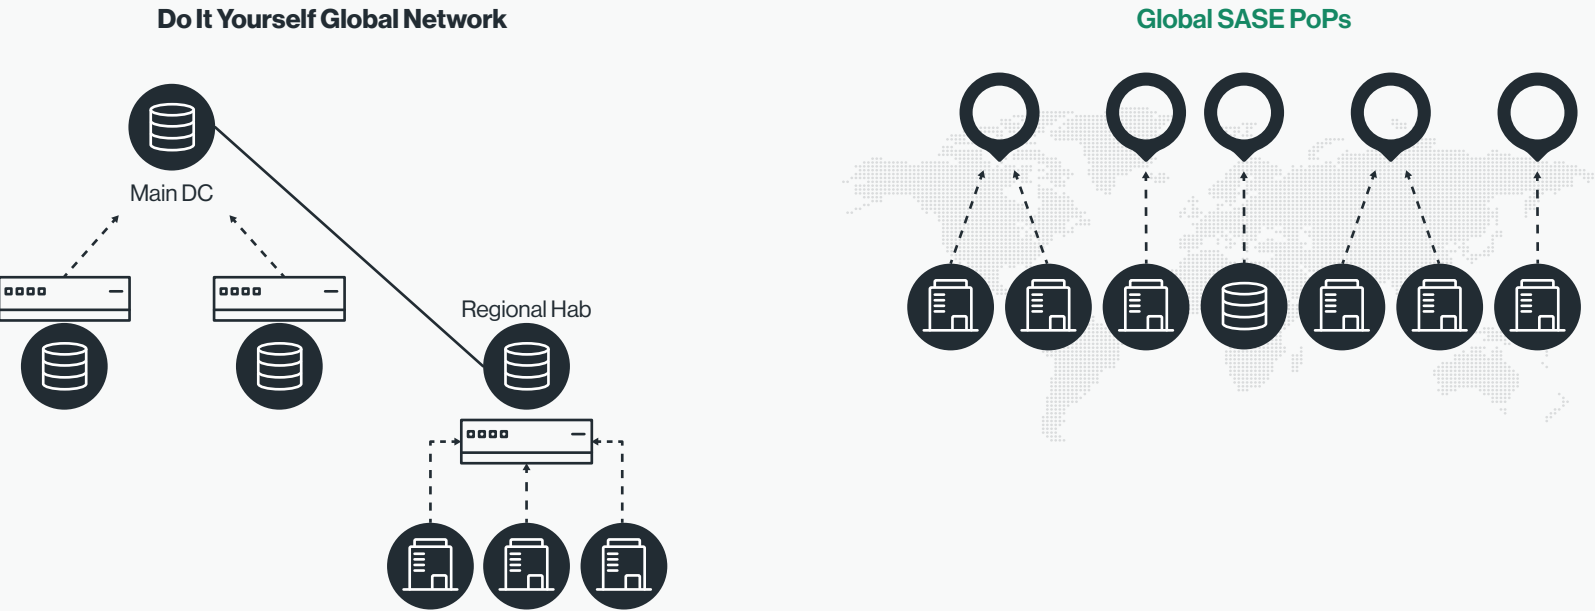 Do It Yourself Global Network
Global SASE PoPs
Main DC
Regional Hab